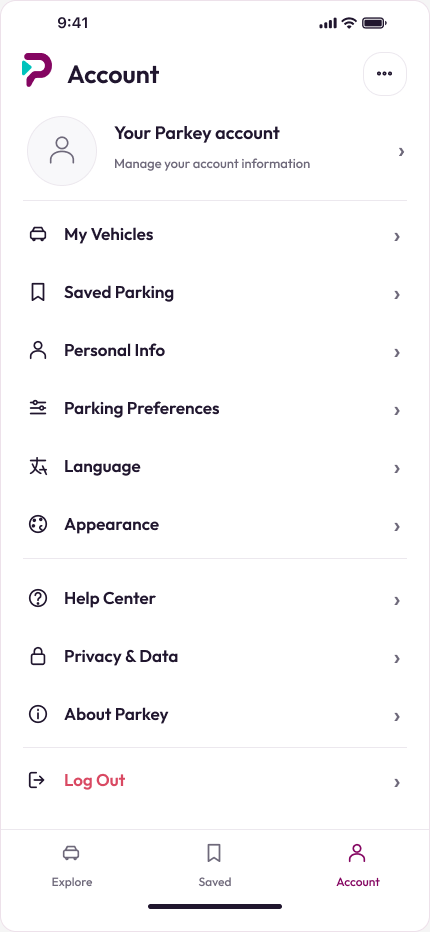 9:41
Account
Your Parkey account
Manage your account information
My Vehicles
Saved Parking
Personal Info
Parking Preferences
Language
Appearance
Help Center
Privacy & Data
About Parkey
Log Out
Explore
Saved
Account